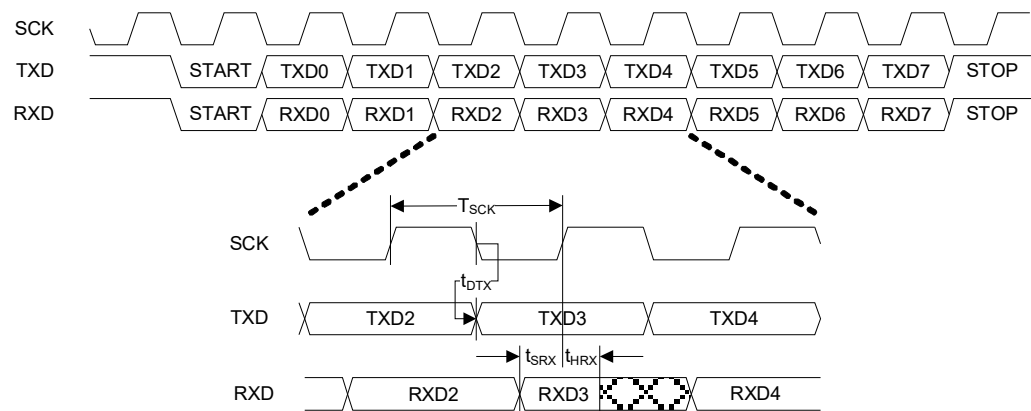 SCK
TXD START TXD0 TXD1 TXD2 TXD3 TXD4 TXD5 TXD6 TXD7 STOP
RXD START RXD0 RXD1 RXD2 RXD3 RXD4 RXD5 RXD6 RXD7 STOP
TSCK
SCK
tDTX
TXD TXD2 TXD3 TXD4
tSRX tHRX
RXD RXD2 RXD3 RXD4